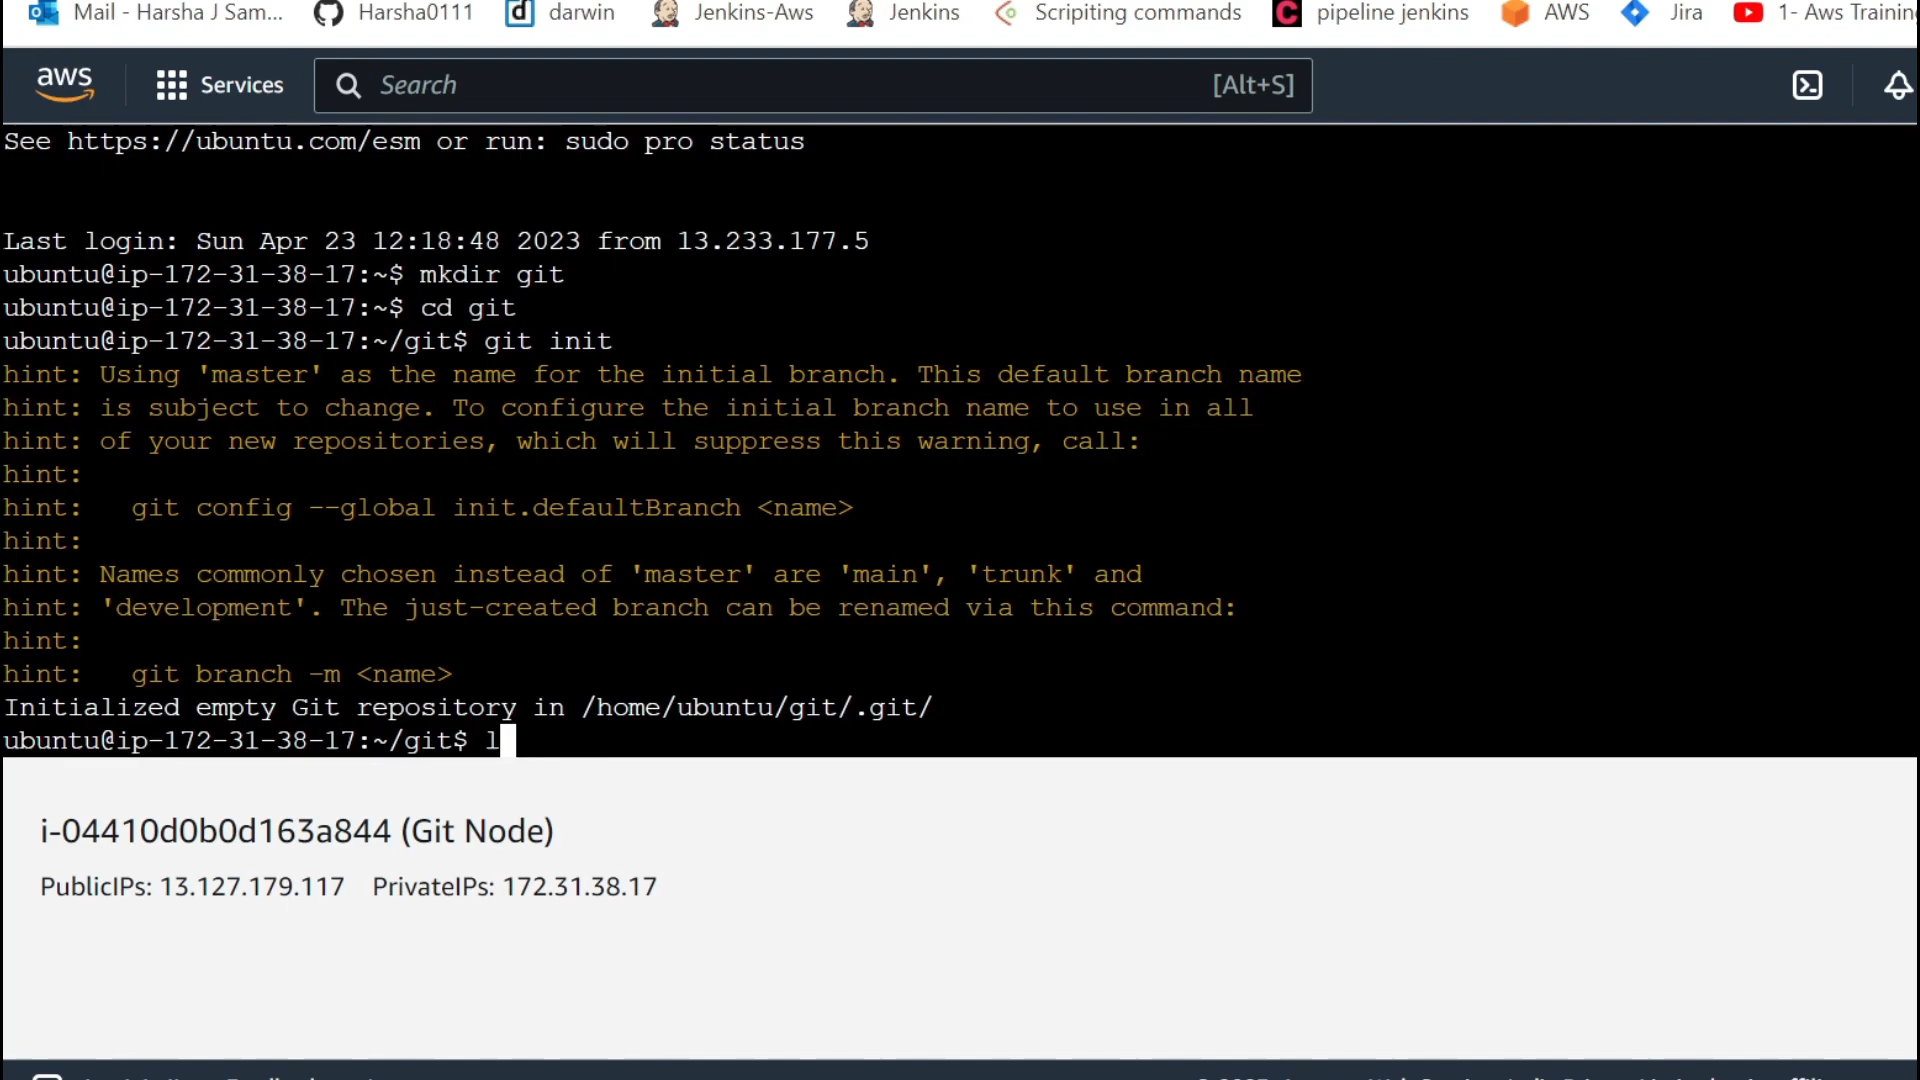 Mail - Harsha J Sam... Harsha0111 darwin Jenkins-Aws Jenkins Scripiting commands pipeline jenkins AWS Jira 1- Aws Training
aws Services Search [Alt+S]
See https://ubuntu.com/esm or run: sudo pro status
Last login: Sun Apr 23 12:18:48 2023 from 13.233.177.5
ubuntu@ip-172-31-38-17:~$ mkdir git
ubuntu@ip-172-31-38-17:~$ cd git
ubuntu@ip-172-31-38-17:~/git$ git init
hint: Using 'master' as the name for the initial branch. This default branch name
hint: is subject to change. To configure the initial branch name to use in all
hint: of your new repositories, which will suppress this warning, call:
hint:
hint:   git config --global init.defaultBranch <name>
hint:
hint: Names commonly chosen instead of 'master' are 'main', 'trunk' and
hint: 'development'. The just-created branch can be renamed via this command:
hint:
hint:   git branch -m <name>
Initialized empty Git repository in /home/ubuntu/git/.git/
ubuntu@ip-172-31-38-17:~/git$ l
i-04410d0b0d163a844 (Git Node)
PublicIPs: 13.127.179.117 PrivateIPs: 172.31.38.17